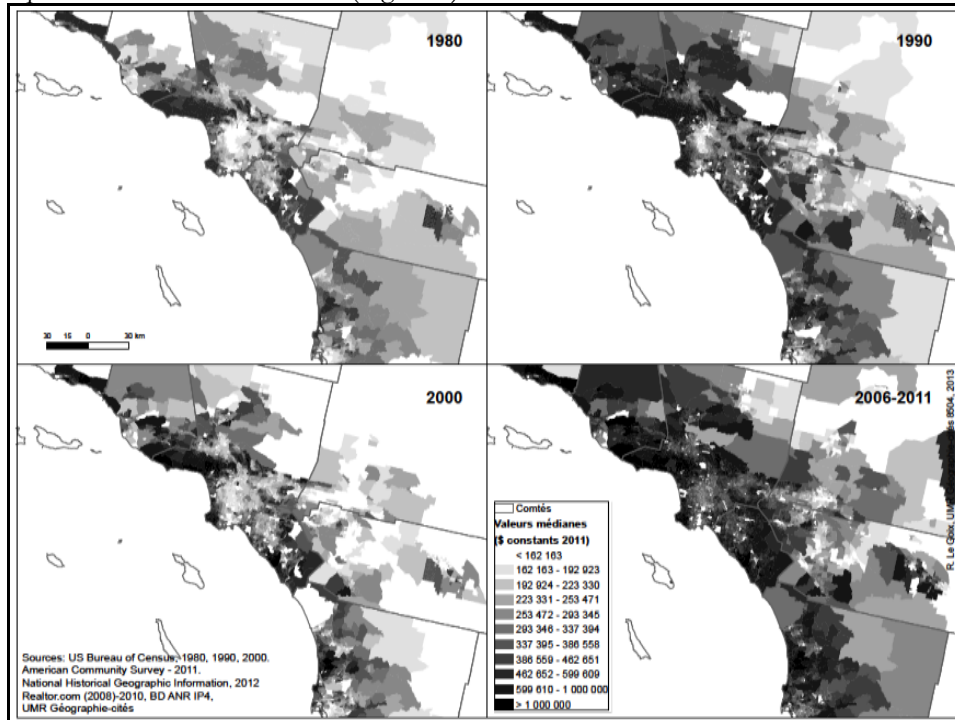 1980
1990
30 15 0 30 km
2000
2006-2011
Comtés
Valeurs médianes
($ constants 2011)
< 162 163
162 163 - 192 923
192 924 - 223 330
223 331 - 253 471
253 472 - 293 345
293 346 - 337 394
337 395 - 386 558
386 559 - 462 651
462 652 - 599 609
599 610 - 1 000 000
> 1 000 000
Sources: US Bureau of Census, 1980, 1990, 2000.
American Community Survey - 2011.
National Historical Geographic Information, 2012
Realtor.com (2008)-2010, BD ANR IP4,
UMR Géographie-cités
R. Le Goix, UMR 8504, 2013